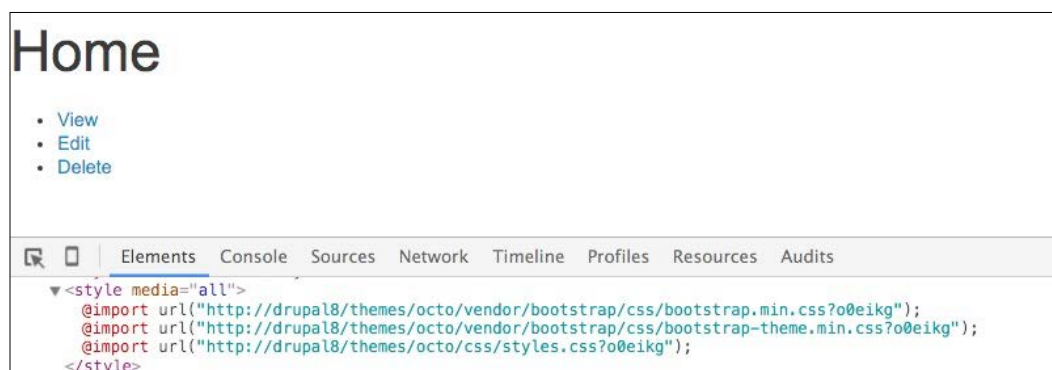 Home
• View
• Edit
• Delete
Elements Console Sources Network Timeline Profiles Resources Audits
▼<style media="all">
@import url("http://drupal8/themes/octo/vendor/bootstrap/css/bootstrap.min.css?o0eikg");
@import url("http://drupal8/themes/octo/vendor/bootstrap/css/bootstrap-theme.min.css?o0eikg");
@import url("http://drupal8/themes/octo/css/styles.css?o0eikg");
</style>